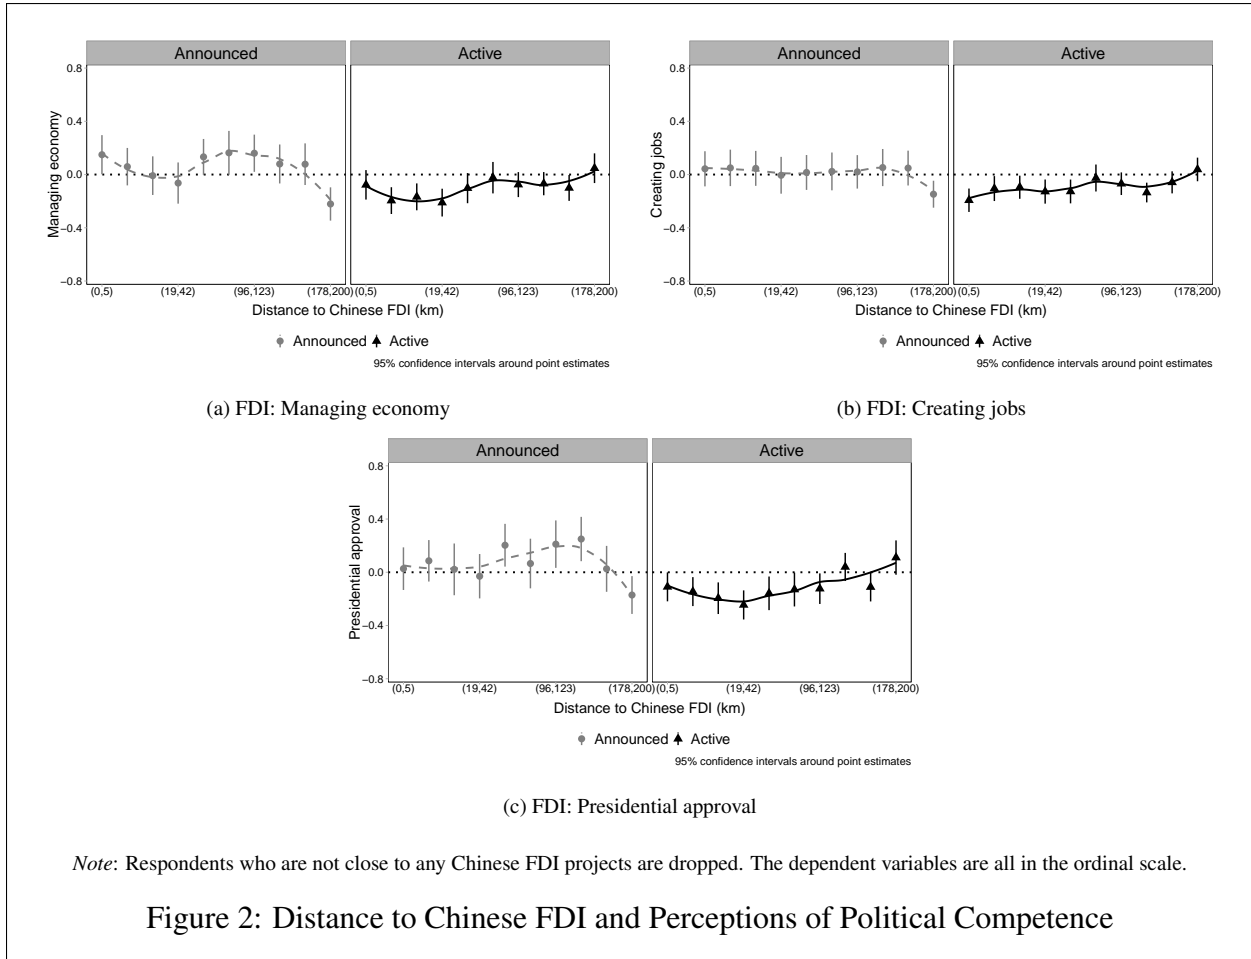 Announced Active
0.8
0.4
0.0
−0.4
−0.8
Managing economy
(0,5) (19,42) (96,123) (178,200) (0,5) (19,42) (96,123) (178,200)
Distance to Chinese FDI (km)
Announced Active
95% confidence intervals around point estimates
(a) FDI: Managing economy
Announced Active
0.8
0.4
0.0
−0.4
−0.8
Creating jobs
(0,5) (19,42) (96,123) (178,200) (0,5) (19,42) (96,123) (178,200)
Distance to Chinese FDI (km)
Announced Active
95% confidence intervals around point estimates
(b) FDI: Creating jobs
Announced Active
0.8
0.4
0.0
−0.4
−0.8
Presidential approval
(0,5) (19,42) (96,123) (178,200) (0,5) (19,42) (96,123) (178,200)
Distance to Chinese FDI (km)
Announced Active
95% confidence intervals around point estimates
(c) FDI: Presidential approval
Note: Respondents who are not close to any Chinese FDI projects are dropped. The dependent variables are all in the ordinal scale.
Figure 2: Distance to Chinese FDI and Perceptions of Political Competence